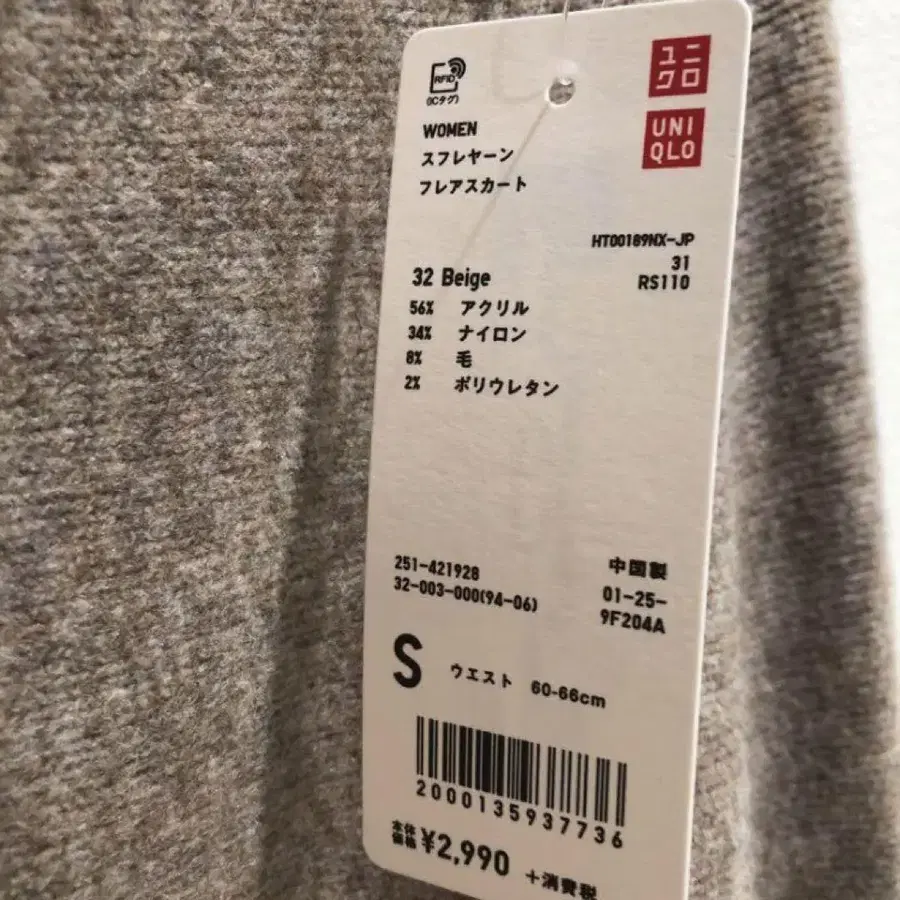 RFID
(ICタグ)
ユニ
クロ
UNI
QLO
WOMEN
スフレヤーン
フレアスカート
HT00189NX-JP
31
RS110
32 Beige
56% アクリル
34% ナイロン
8% 毛
2% ポリウレタン
251-421928
32-003-000(94-06)
中国製
01-25-
9F204A
S ウエスト 60-66cm
2000135937736
本体
価格 ¥2,990 +消費税